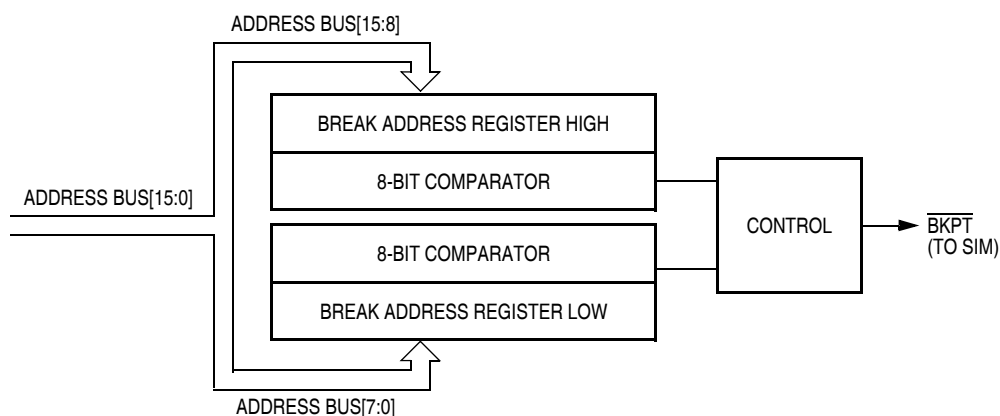 ADDRESS BUS[15:8]
BREAK ADDRESS REGISTER HIGH
8-BIT COMPARATOR
ADDRESS BUS[15:0]
CONTROL
BKPT
(TO SIM)
8-BIT COMPARATOR
BREAK ADDRESS REGISTER LOW
ADDRESS BUS[7:0]